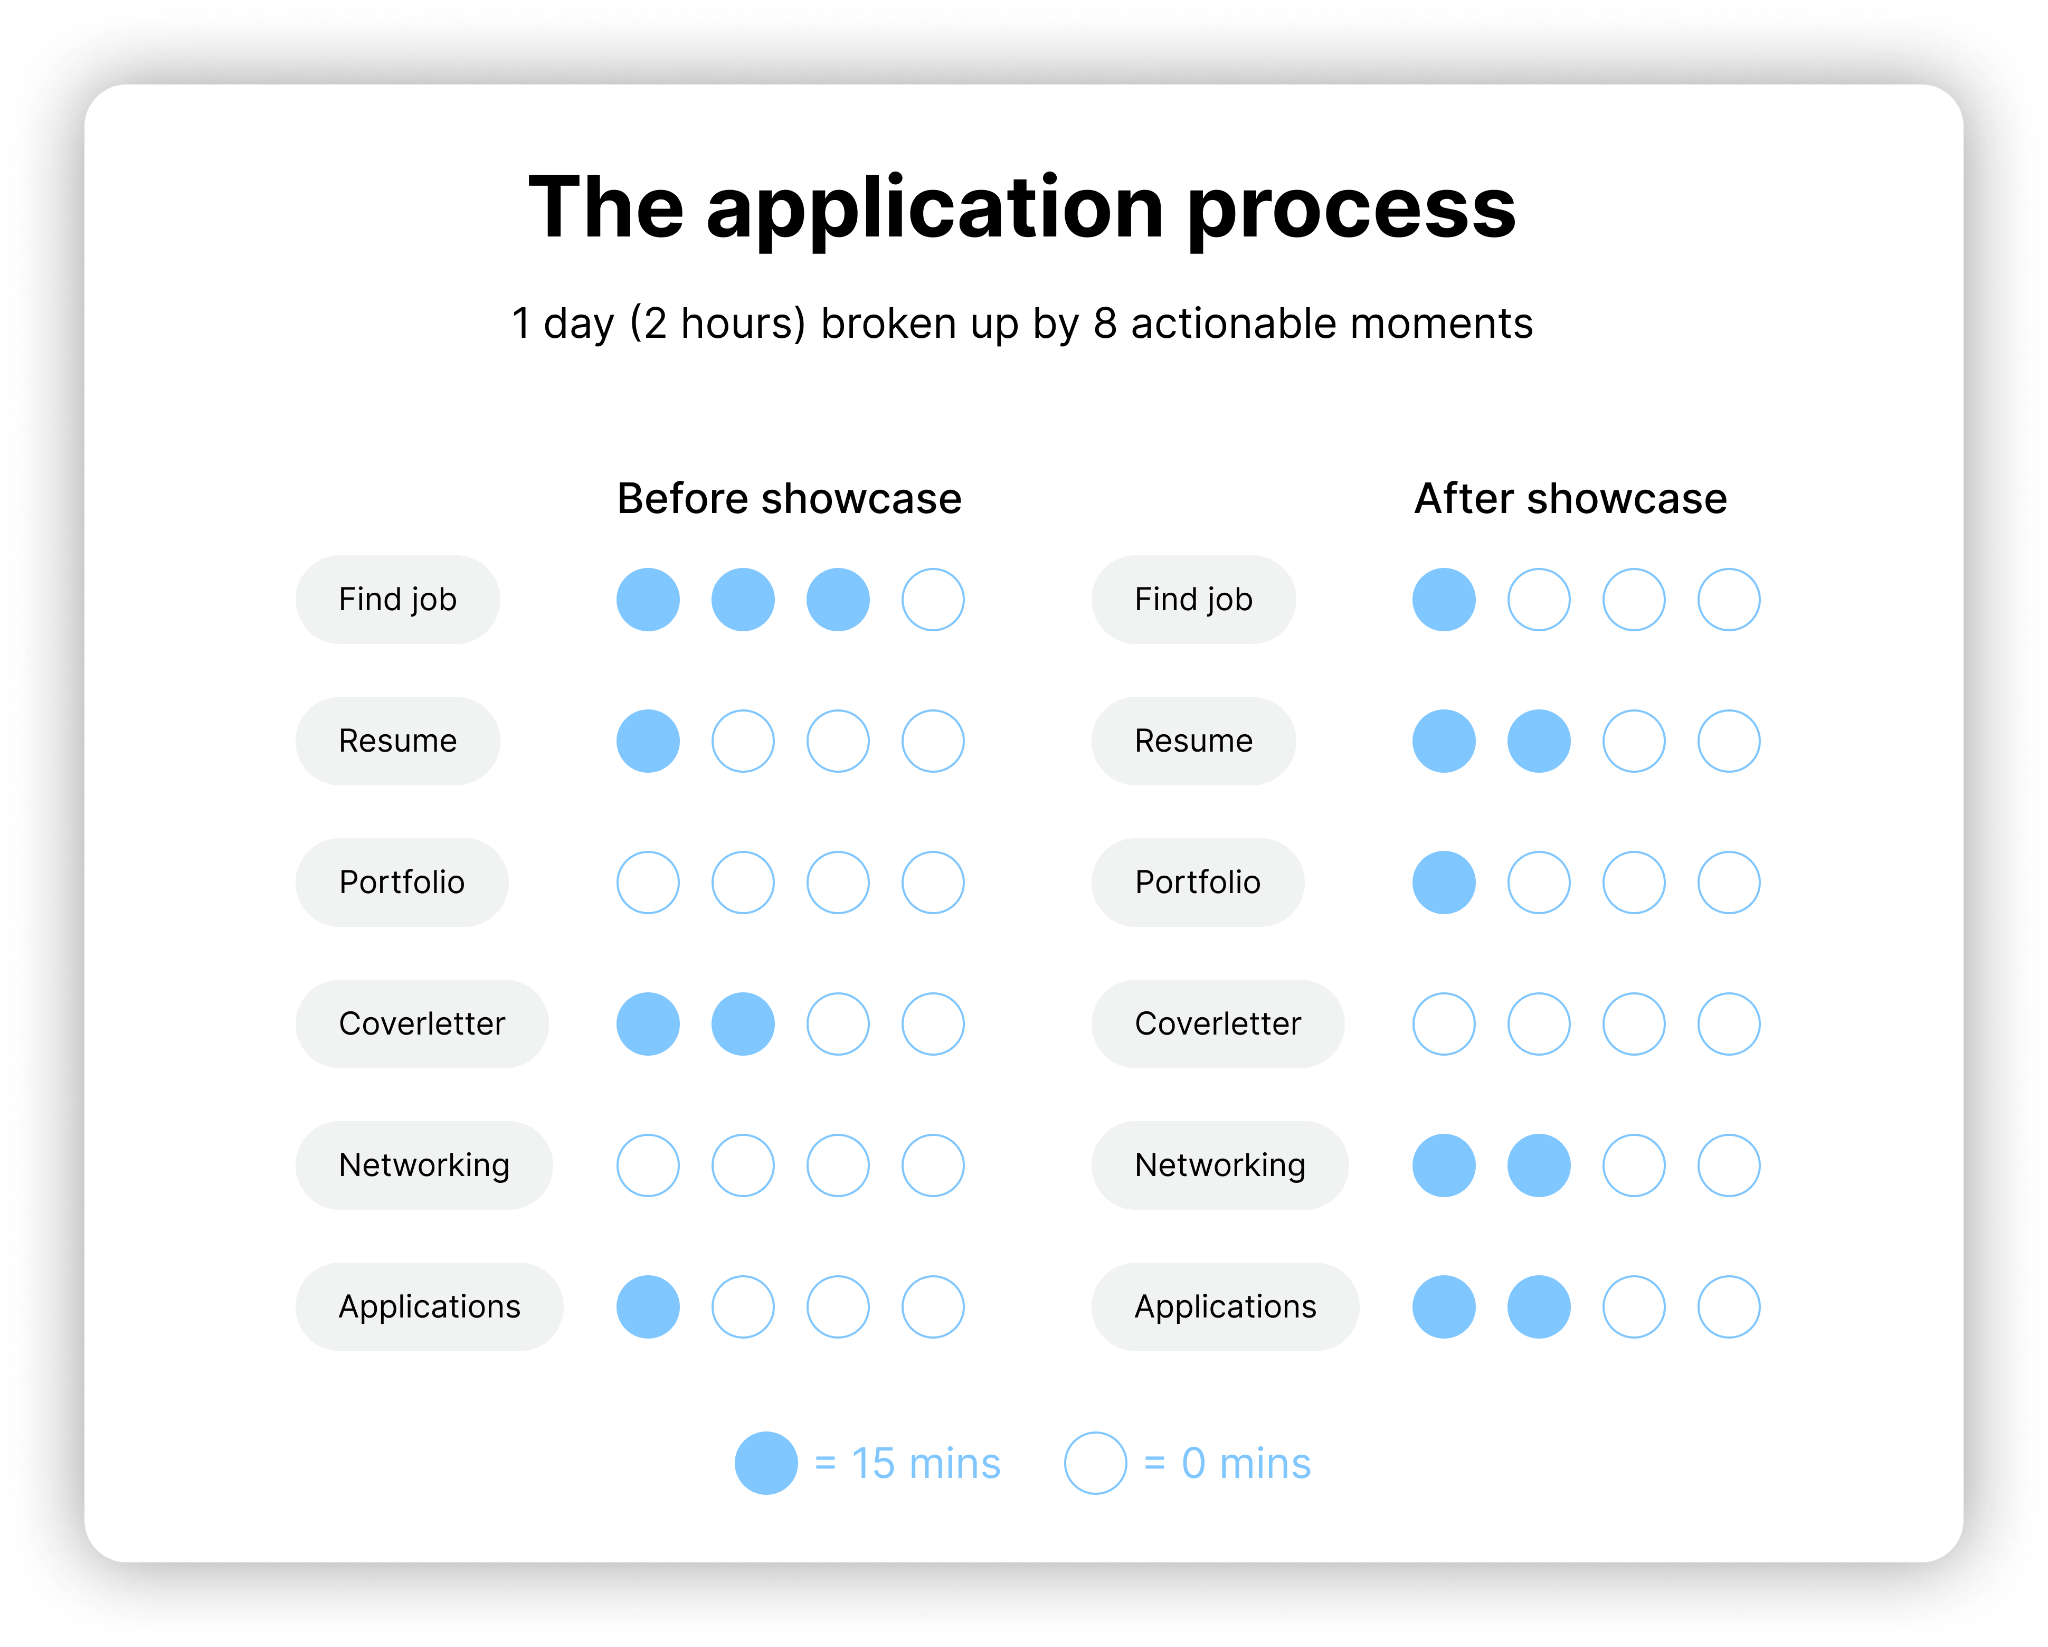 The application process
1 day (2 hours) broken up by 8 actionable moments
Before showcase
After showcase
Find job
Find job
Resume
Resume
Portfolio
Portfolio
Coverletter
Coverletter
Networking
Networking
Applications
Applications
= 15 mins
= 0 mins